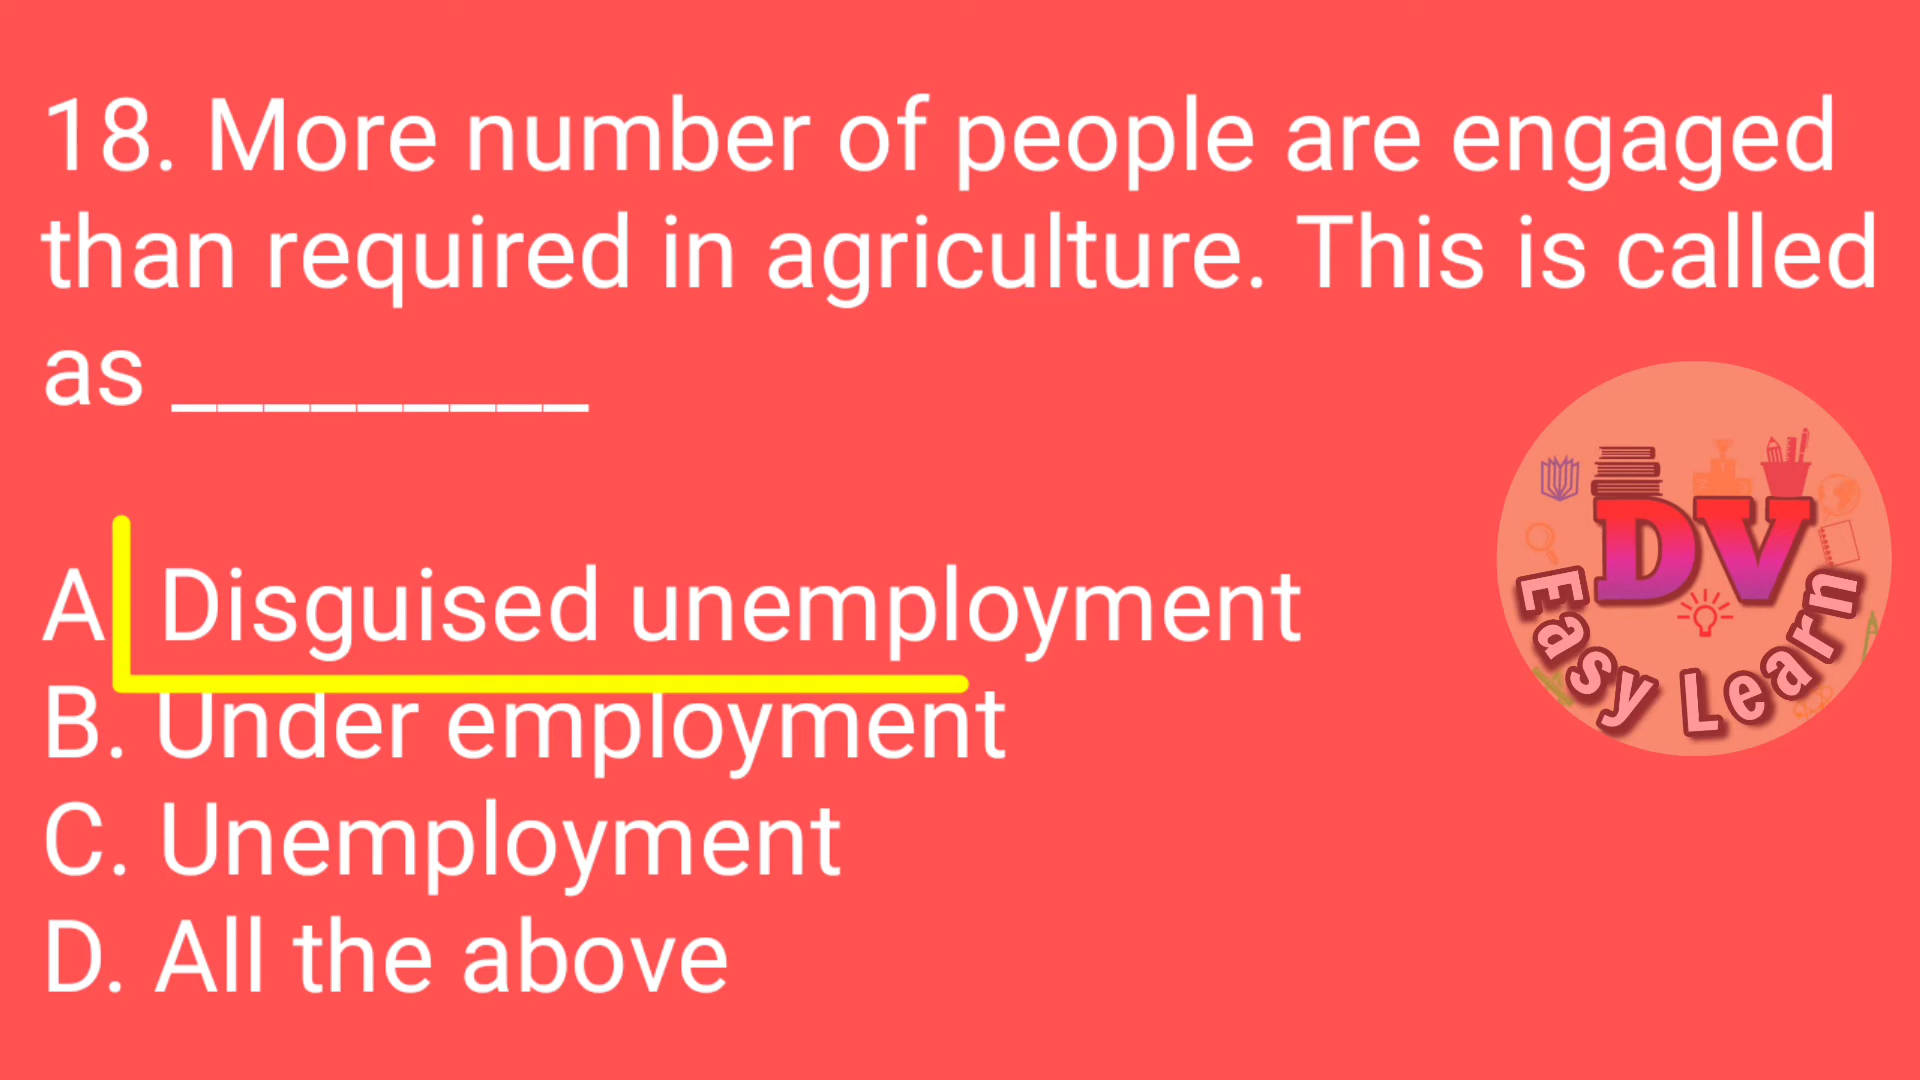 18. More number of people are engaged
than required in agriculture. This is called
as _________
A Disguised unemployment
B. Under employment
C. Unemployment
D. All the above
DV
Easy Learn